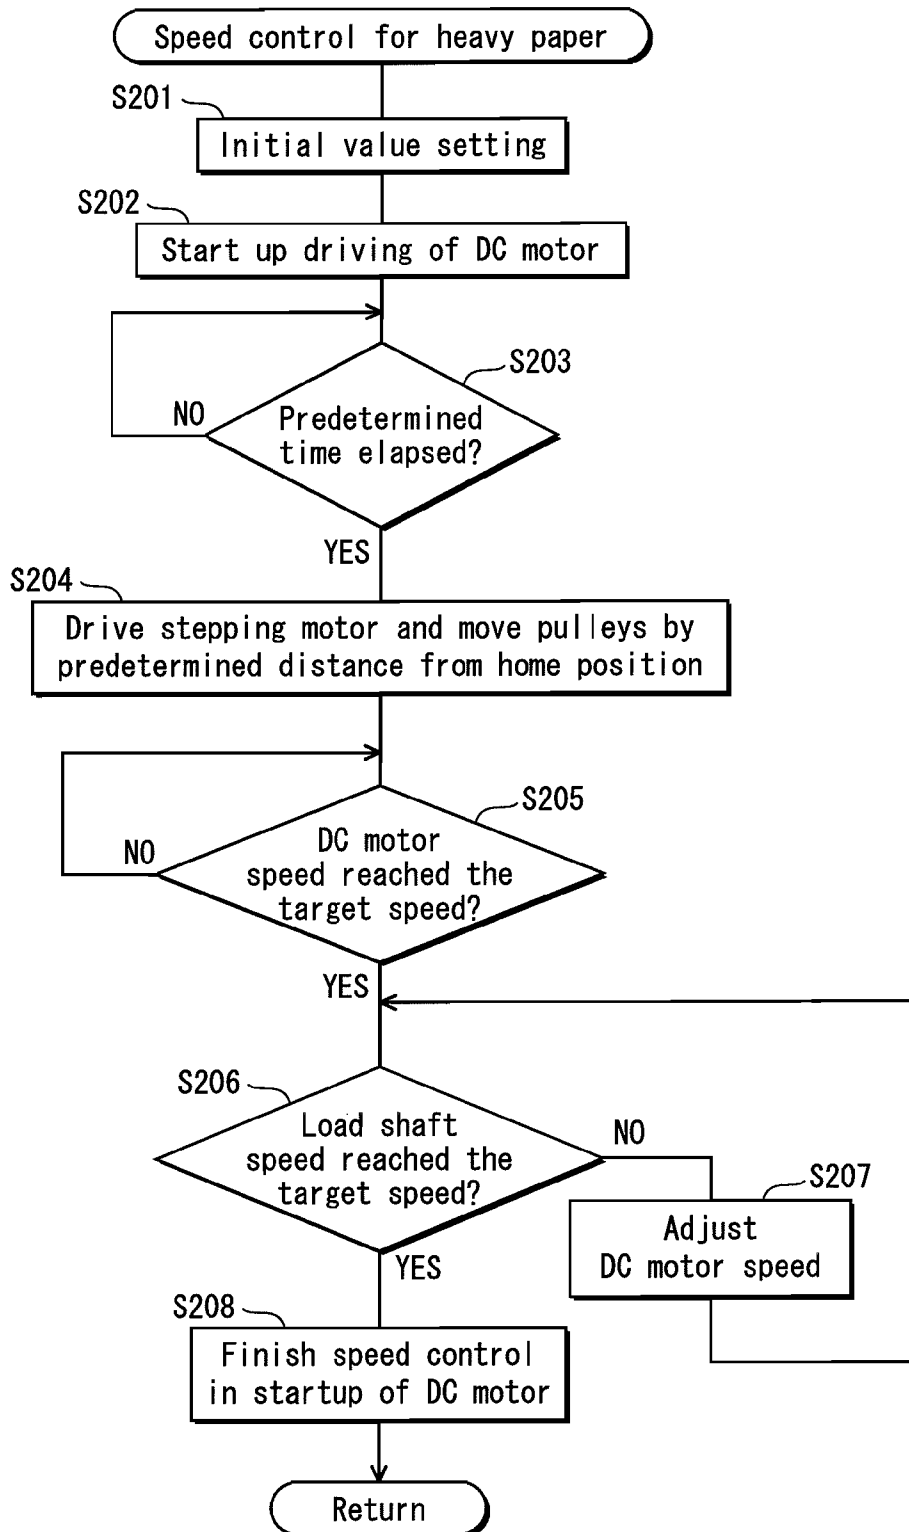 Speed control for heavy paper
S201
Initial value setting
S202
Start up driving of DC motor
S203
Predetermined
time elapsed?
NO
YES
S204
Drive stepping motor and move pulleys by
predetermined distance from home position
S205
DC motor
speed reached the
target speed?
NO
YES
S206
Load shaft
speed reached the
target speed?
NO
S207
Adjust
DC motor speed
YES
S208
Finish speed control
in startup of DC motor
Return